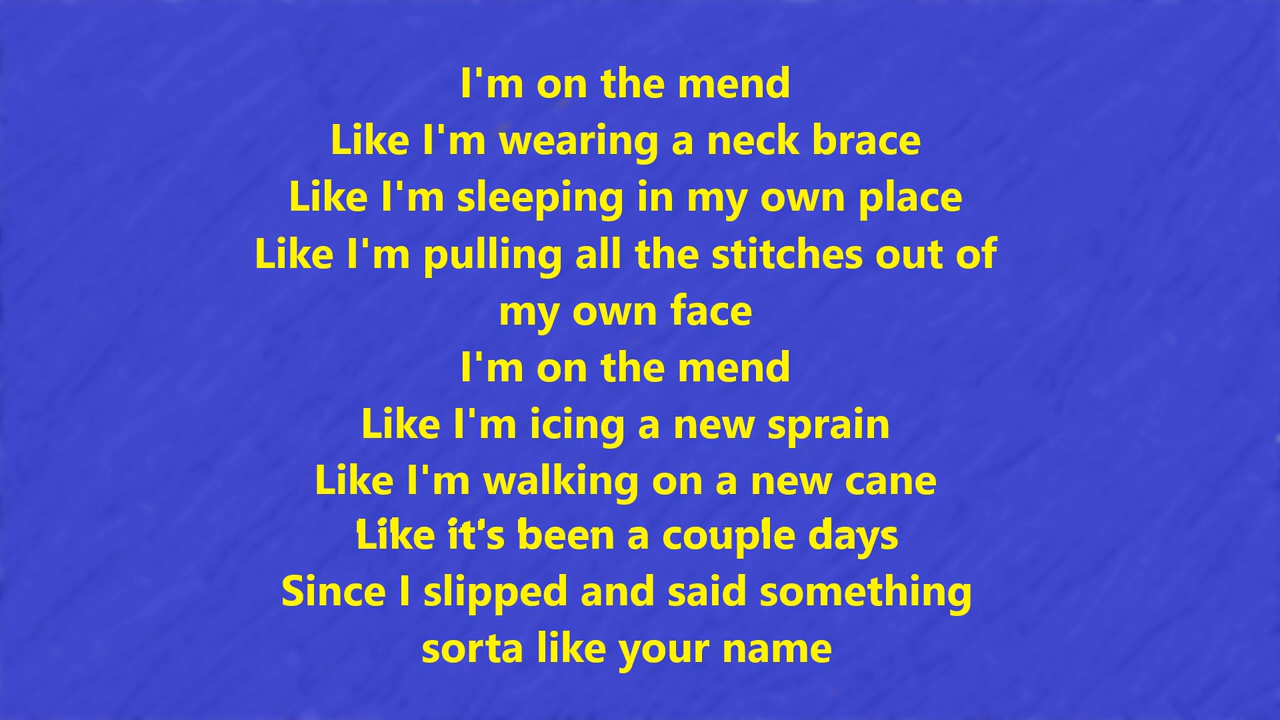 I'm on the mend
Like I'm wearing a neck brace
Like I'm sleeping in my own place
Like I'm pulling all the stitches out of
my own face
I'm on the mend
Like I'm icing a new sprain
Like I'm walking on a new cane
Like it's been a couple days
Since I slipped and said something
sorta like your name